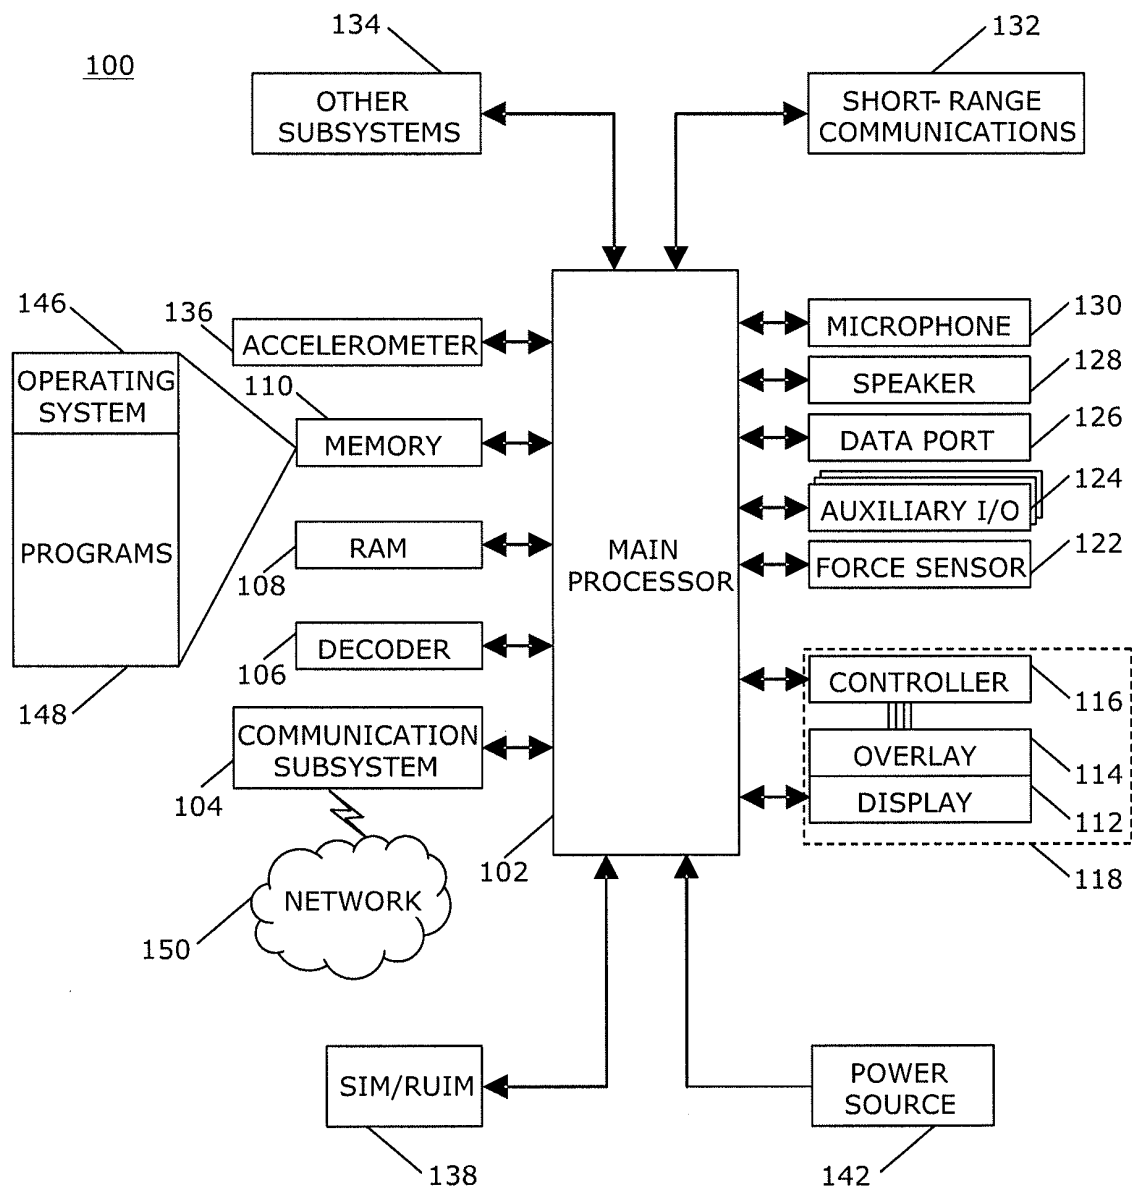 134
132
100
OTHER
SUBSYSTEMS
SHORT-RANGE
COMMUNICATIONS
146
136
ACCELEROMETER
MICROPHONE
130
OPERATING
SYSTEM
110
MEMORY
SPEAKER
128
DATA PORT
126
AUXILIARY I/O
124
PROGRAMS
RAM
108
MAIN
PROCESSOR
FORCE SENSOR
122
DECODER
106
CONTROLLER
116
148
COMMUNICATION
SUBSYSTEM
104
OVERLAY
114
DISPLAY
112
102
118
NETWORK
150
SIM/RUIM
POWER
SOURCE
138
142